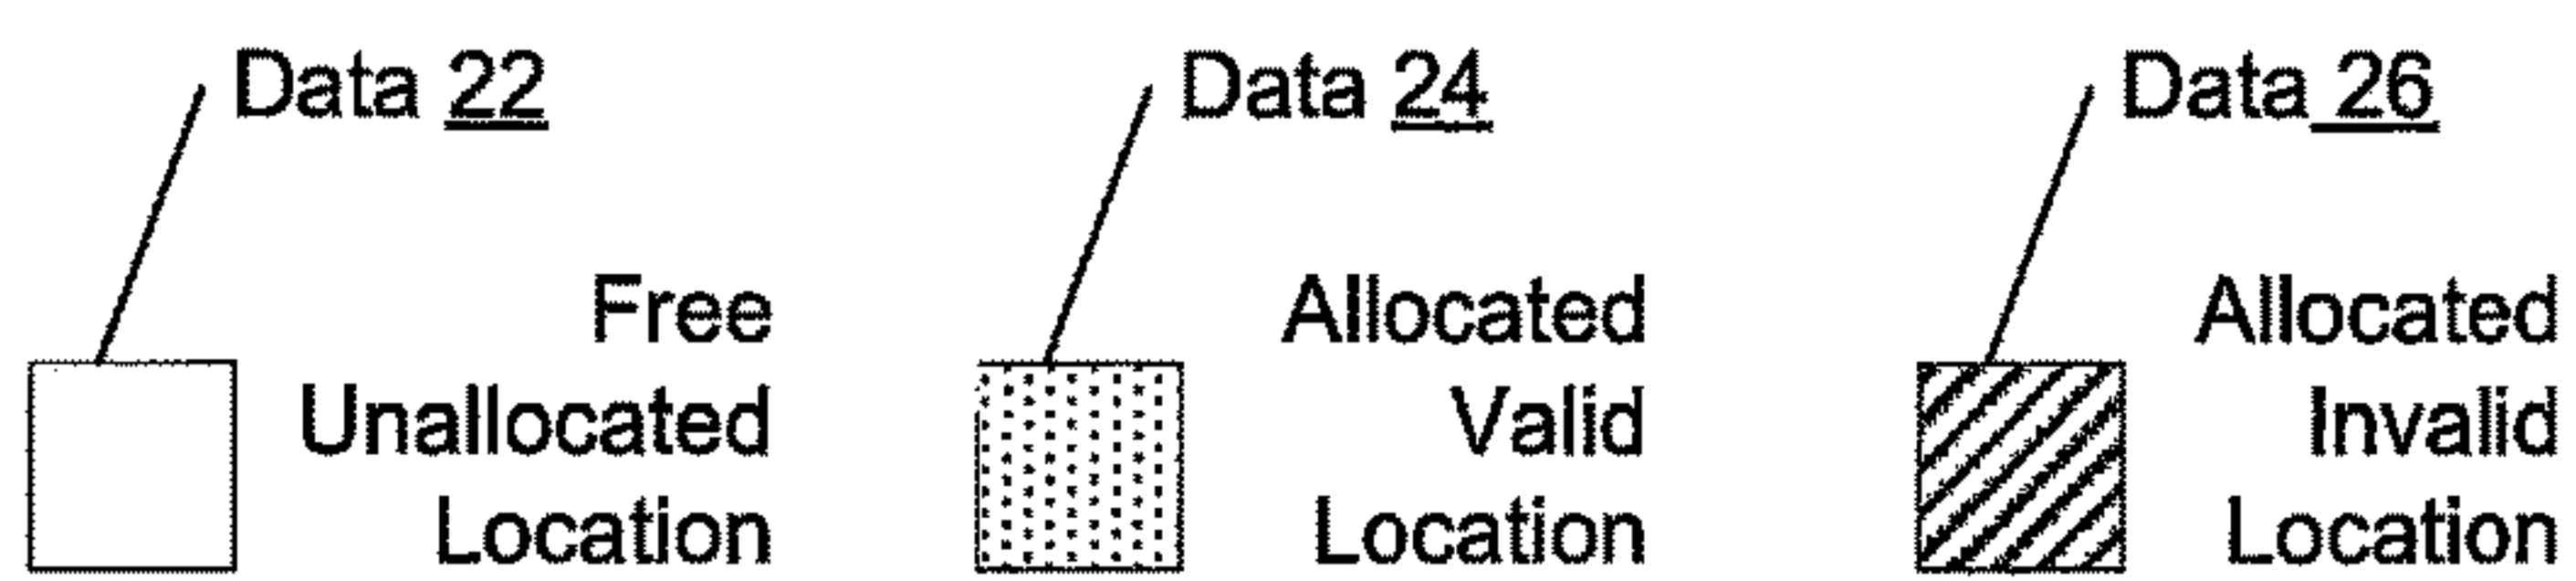 Data 22
Free
Unallocated
Location
Data 24
Allocated
Valid
Location
Data 26
Allocated
Invalid
Location